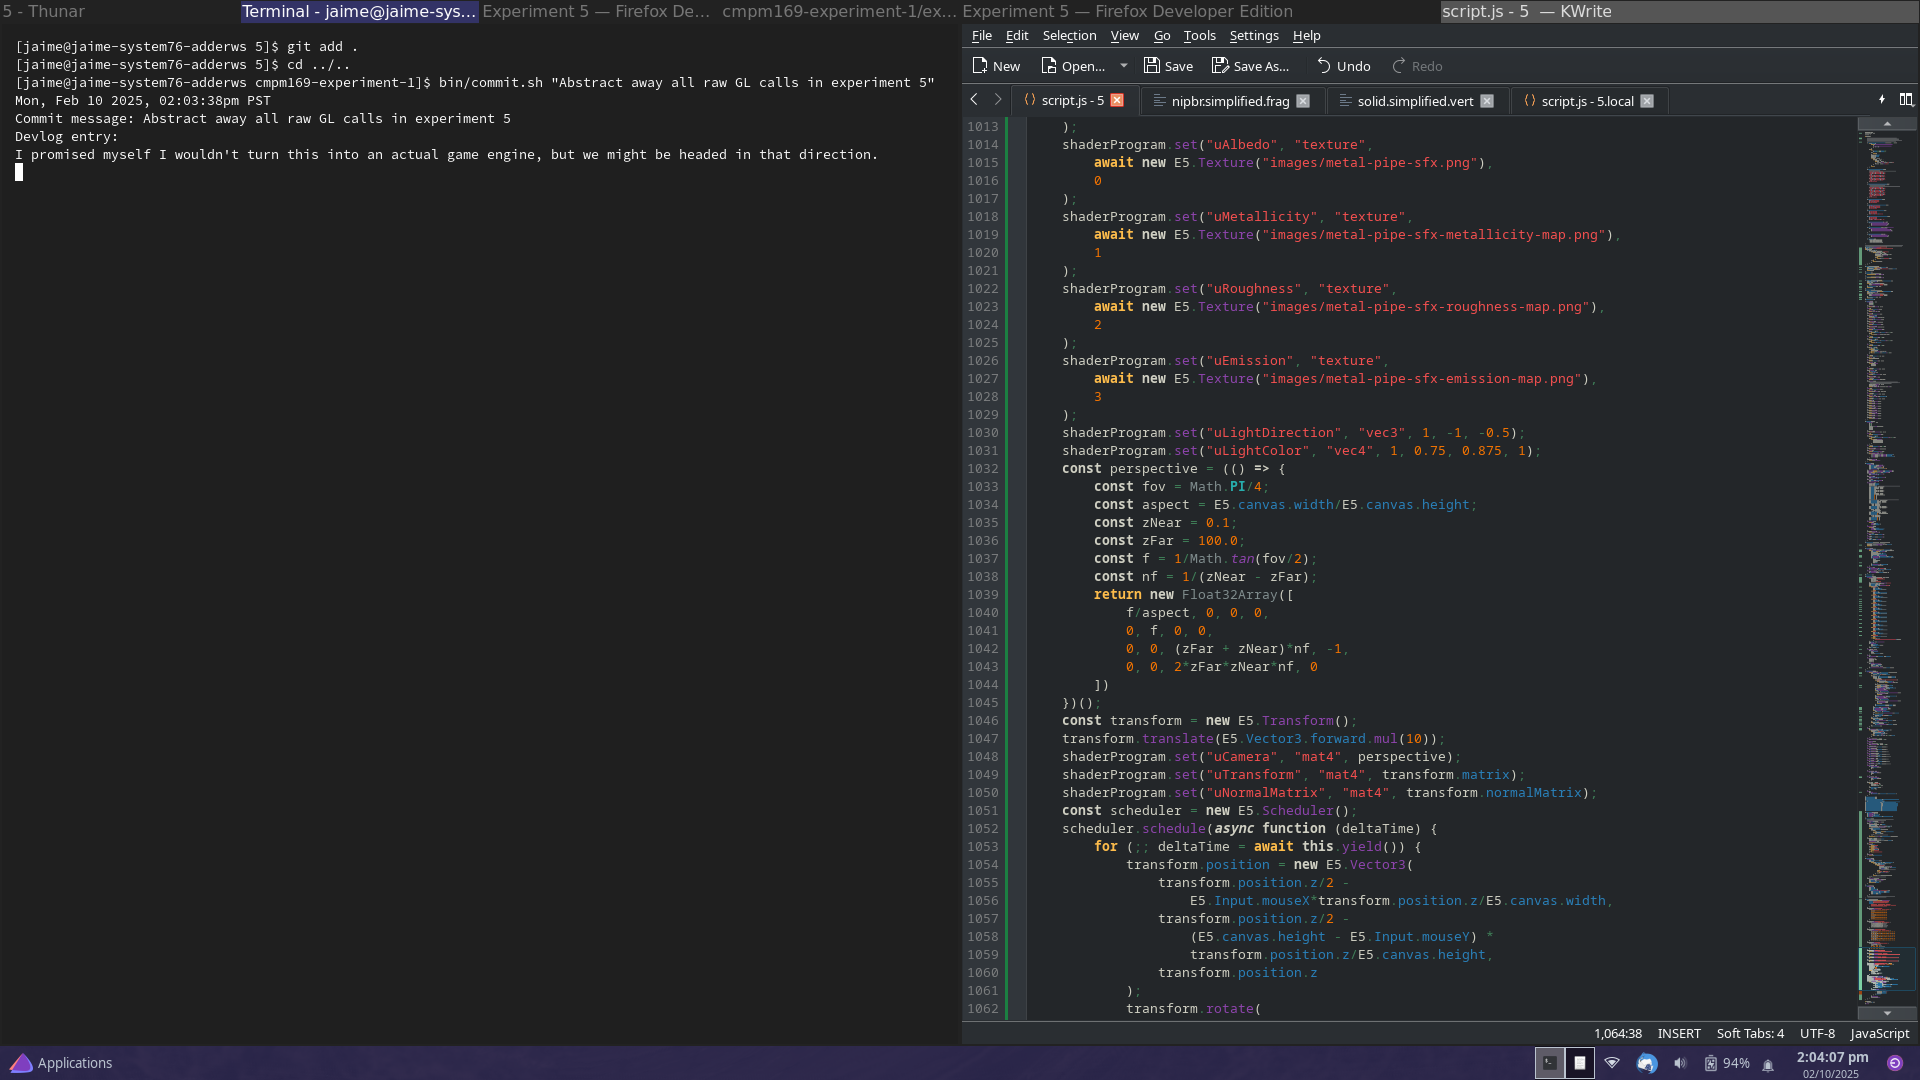 5 - Thunar
Terminal - jaime@jaime-sys...
Experiment 5 — Firefox De...
cmpm169-experiment-1/ex...
Experiment 5 — Firefox Developer Edition
script.js - 5  — KWrite
[jaime@jaime-system76-adderws 5]$ git add .
[jaime@jaime-system76-adderws 5]$ cd ../..
[jaime@jaime-system76-adderws cmpm169-experiment-1]$ bin/commit.sh "Abstract away all raw GL calls in experiment 5"
Mon, Feb 10 2025, 02:03:38pm PST
Commit message: Abstract away all raw GL calls in experiment 5
Devlog entry:
I promised myself I wouldn't turn this into an actual game engine, but we might be headed in that direction.
File Edit Selection View Go Tools Settings Help
New Open... Save Save As... Undo Redo
script.js - 5 nipbr.simplified.frag solid.simplified.vert script.js - 5.local
1013 );
1014 shaderProgram.set("uAlbedo", "texture",
1015 await new E5.Texture("images/metal-pipe-sfx.png"),
1016 0
1017 );
1018 shaderProgram.set("uMetallicity", "texture",
1019 await new E5.Texture("images/metal-pipe-sfx-metallicity-map.png"),
1020 1
1021 );
1022 shaderProgram.set("uRoughness", "texture",
1023 await new E5.Texture("images/metal-pipe-sfx-roughness-map.png"),
1024 2
1025 );
1026 shaderProgram.set("uEmission", "texture",
1027 await new E5.Texture("images/metal-pipe-sfx-emission-map.png"),
1028 3
1029 );
1030 shaderProgram.set("uLightDirection", "vec3", 1, -1, -0.5);
1031 shaderProgram.set("uLightColor", "vec4", 1, 0.75, 0.875, 1);
1032 const perspective = (() => {
1033 const fov = Math.PI/4;
1034 const aspect = E5.canvas.width/E5.canvas.height;
1035 const zNear = 0.1;
1036 const zFar = 100.0;
1037 const f = 1/Math.tan(fov/2);
1038 const nf = 1/(zNear - zFar);
1039 return new Float32Array([
1040 f/aspect, 0, 0, 0,
1041 0, f, 0, 0,
1042 0, 0, (zFar + zNear)*nf, -1,
1043 0, 0, 2*zFar*zNear*nf, 0
1044 ])
1045 })();
1046 const transform = new E5.Transform();
1047 transform.translate(E5.Vector3.forward.mul(10));
1048 shaderProgram.set("uCamera", "mat4", perspective);
1049 shaderProgram.set("uTransform", "mat4", transform.matrix);
1050 shaderProgram.set("uNormalMatrix", "mat4", transform.normalMatrix);
1051 const scheduler = new E5.Scheduler();
1052 scheduler.schedule(async function (deltaTime) {
1053 for (;; deltaTime = await this.yield()) {
1054 transform.position = new E5.Vector3(
1055 transform.position.z/2 -
1056 E5.Input.mouseX*transform.position.z/E5.canvas.width,
1057 transform.position.z/2 -
1058 (E5.canvas.height - E5.Input.mouseY) *
1059 transform.position.z/E5.canvas.height,
1060 transform.position.z
1061 );
1062 transform.rotate(
1,064:38 INSERT Soft Tabs: 4 UTF-8 JavaScript
Applications
94%
2:04:07 pm
02/10/2025